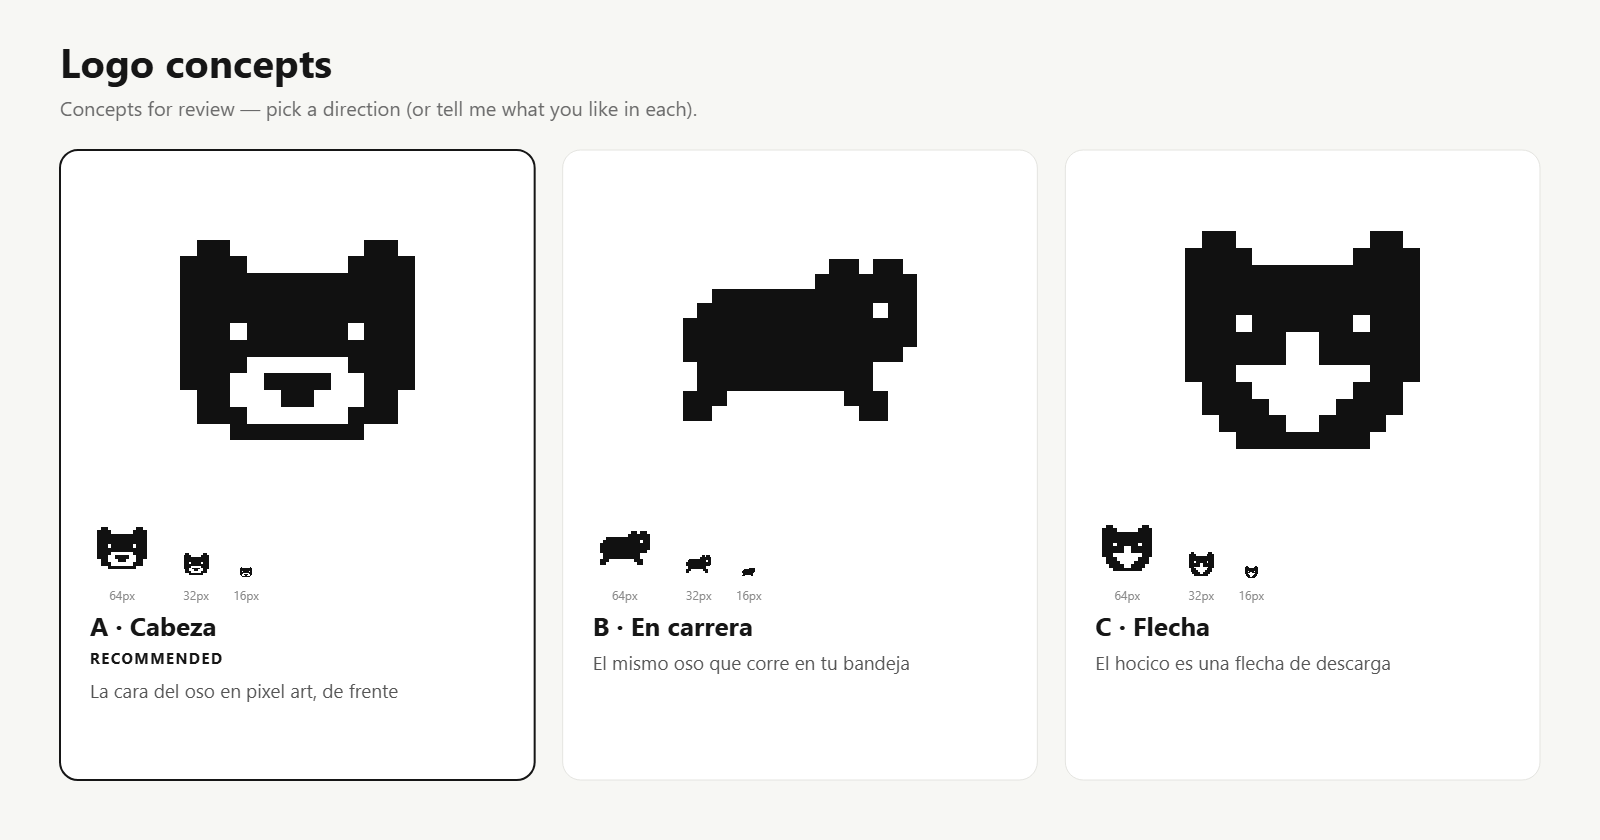 Logo concepts
Concepts for review — pick a direction (or tell me what you like in each).
64px 32px 16px
A · Cabeza
RECOMMENDED
La cara del oso en pixel art, de frente
64px 32px 16px
B · En carrera
El mismo oso que corre en tu bandeja
64px 32px 16px
C · Flecha
El hocico es una flecha de descarga